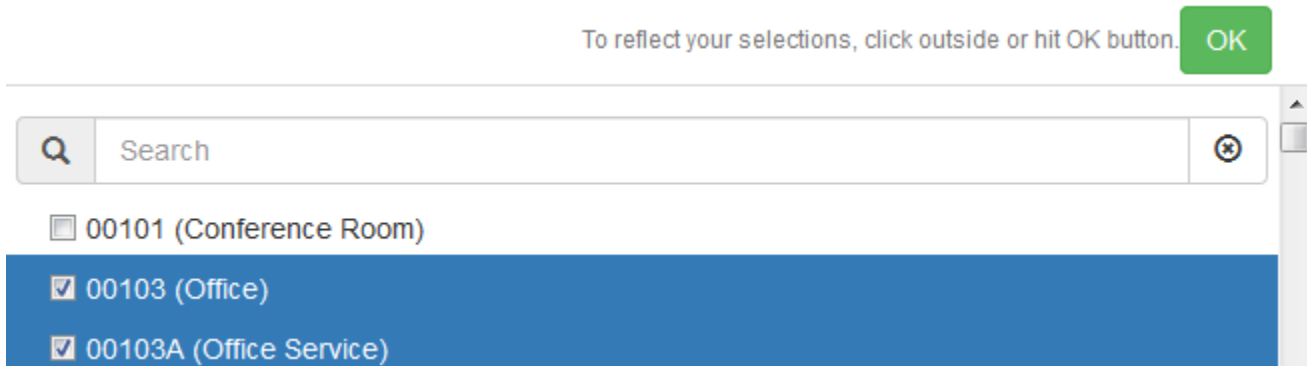 To reflect your selections, click outside or hit OK button. OK
Search
00101 (Conference Room)
00103 (Office)
00103A (Office Service)